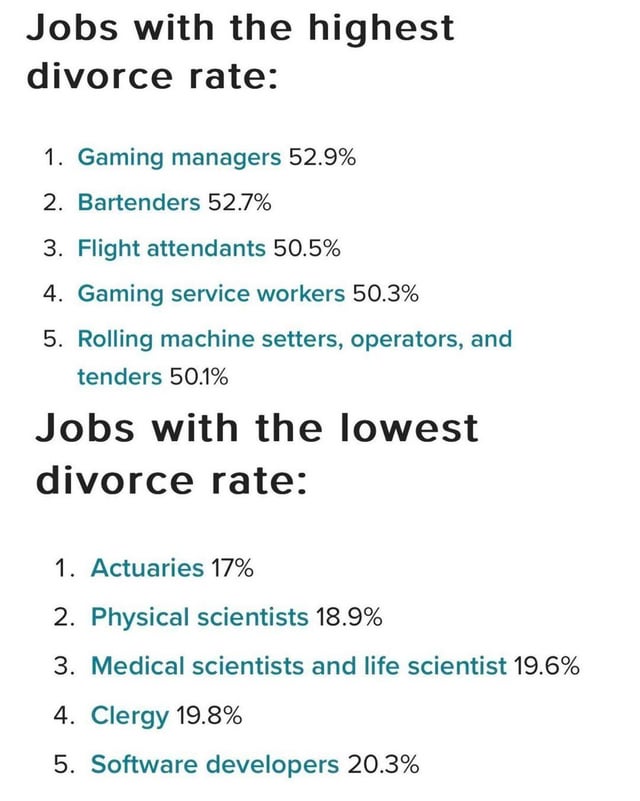 Jobs with the highest
divorce rate:
1. Gaming managers 52.9%
2. Bartenders 52.7%
3. Flight attendants 50.5%
4. Gaming service workers 50.3%
5. Rolling machine setters, operators, and
tenders 50.1%
Jobs with the lowest
divorce rate:
1. Actuaries 17%
2. Physical scientists 18.9%
3. Medical scientists and life scientist 19.6%
4. Clergy 19.8%
5. Software developers 20.3%